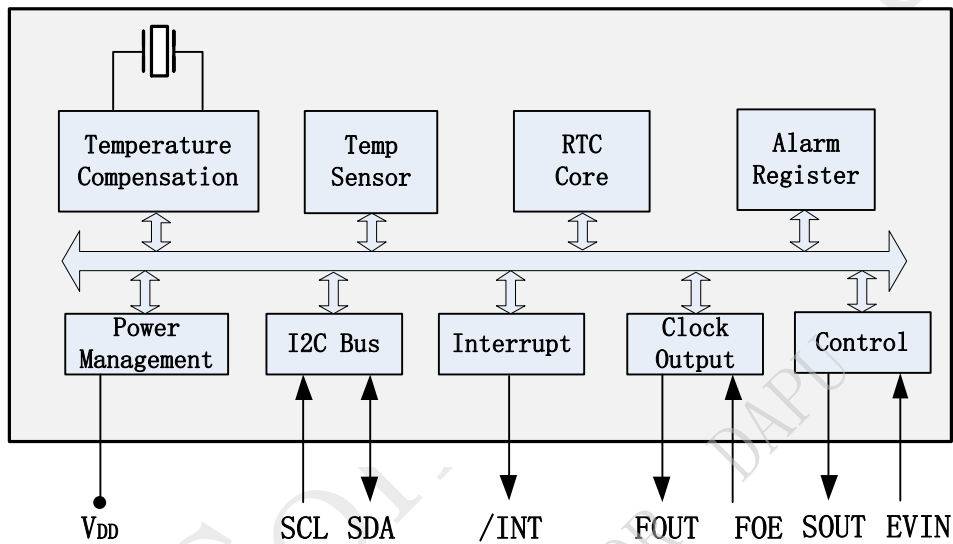 Temperature
Compensation
Temp
Sensor
RTC
Core
Alarm
Register
Power
Management
I2C Bus
Interrupt
Clock
Output
Control
VDD
SCL
SDA
/INT
FOUT
FOE
SOUT
EVIN
DAPU